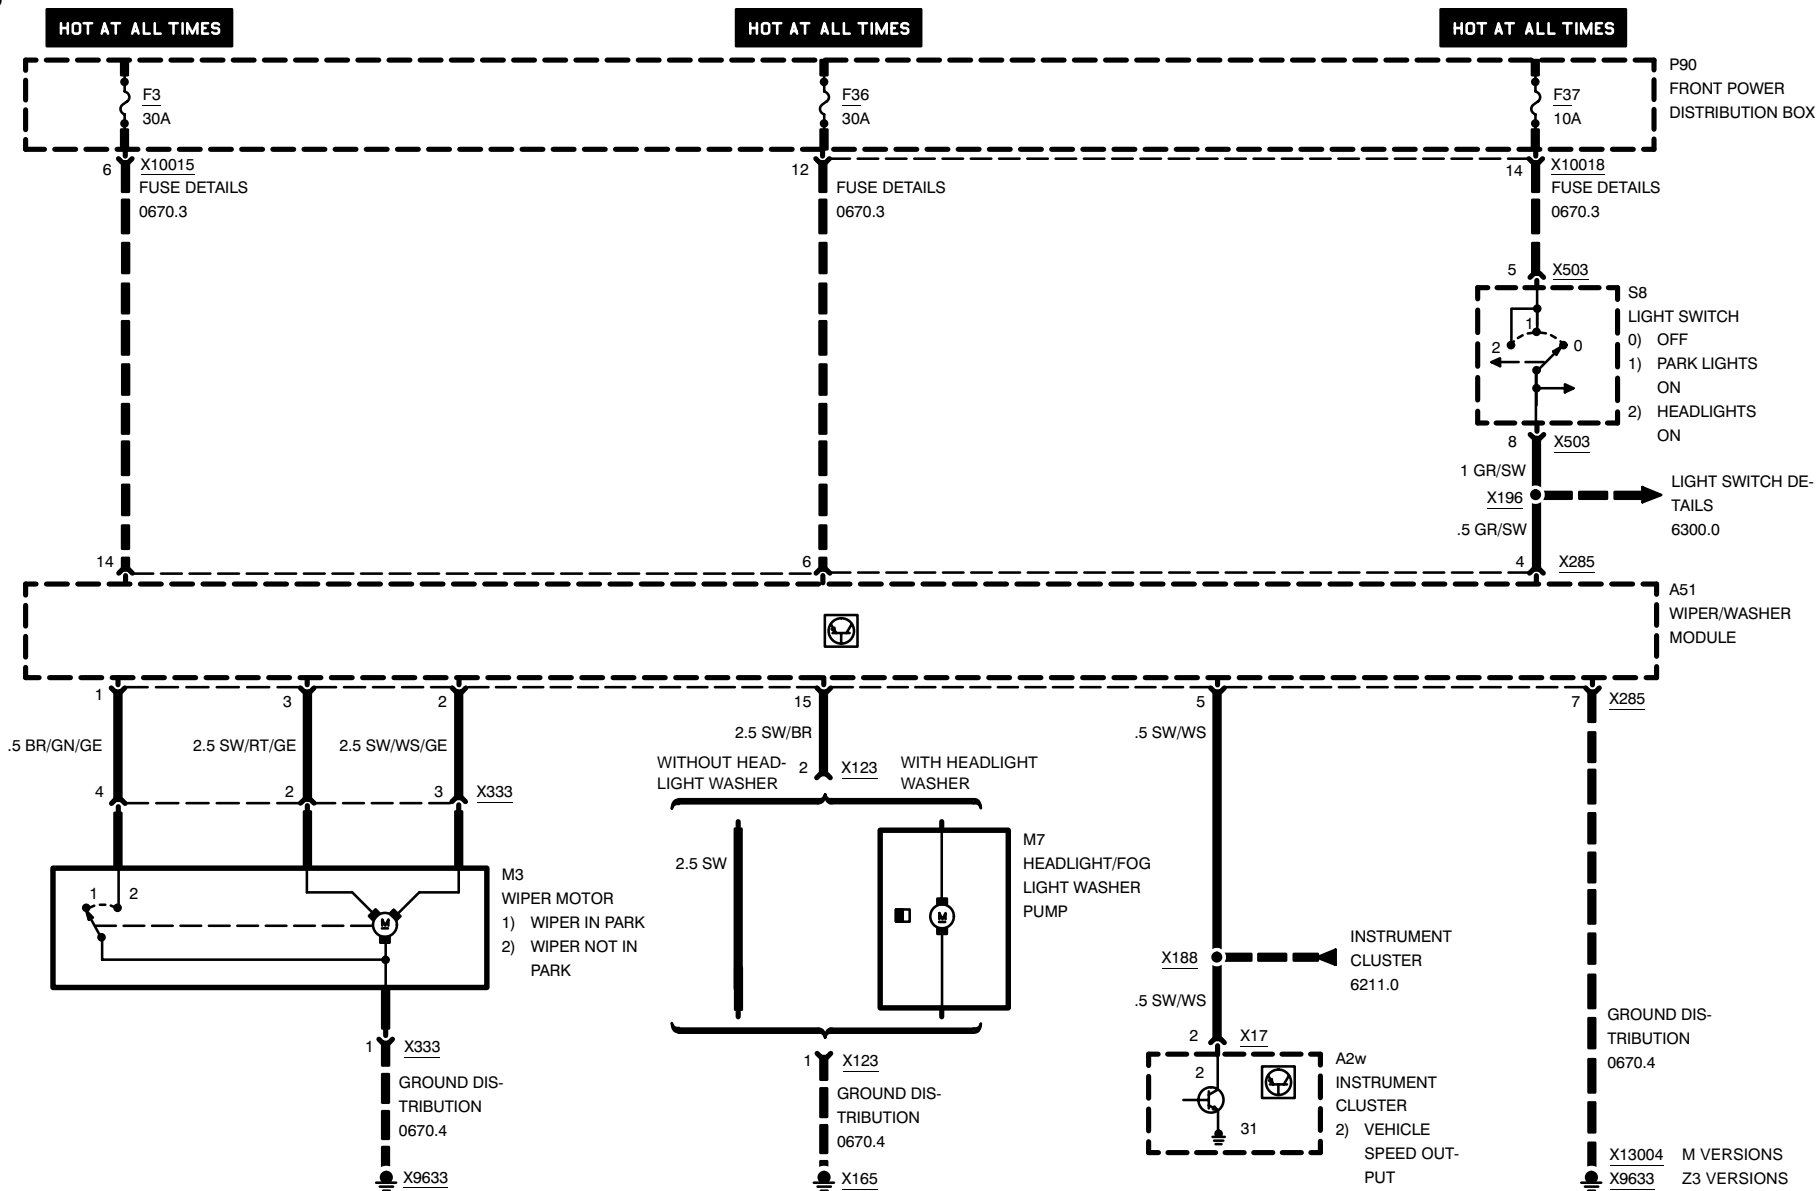 HOT AT ALL TIMES
HOT AT ALL TIMES
HOT AT ALL TIMES
F3
30A
F36
30A
F37
10A
P90
FRONT POWER
DISTRIBUTION BOX
6
X10015
FUSE DETAILS
0670.3
12
FUSE DETAILS
0670.3
14
X10018
FUSE DETAILS
0670.3
5
X503
1
2
0
S8
LIGHT SWITCH
0) OFF
1) PARK LIGHTS
ON
2) HEADLIGHTS
ON
8
X503
1 GR/SW
X196
LIGHT SWITCH DE-
TAILS
6300.0
.5 GR/SW
14
6
4
X285
A51
WIPER/WASHER
MODULE
1
3
2
15
5
7
X285
.5 BR/GN/GE
2.5 SW/RT/GE
2.5 SW/WS/GE
2.5 SW/BR
.5 SW/WS
4
2
3
X333
WITHOUT HEAD-
LIGHT WASHER
2
X123
WITH HEADLIGHT
WASHER
1
2
M
M3
WIPER MOTOR
1) WIPER IN PARK
2) WIPER NOT IN
PARK
2.5 SW
M
M7
HEADLIGHT/FOG
LIGHT WASHER
PUMP
X188
INSTRUMENT
CLUSTER
6211.0
.5 SW/WS
1
X333
GROUND DIS-
TRIBUTION
0670.4
X9633
1
X123
GROUND DIS-
TRIBUTION
0670.4
X165
2
X17
2
31
A2w
INSTRUMENT
CLUSTER
2) VEHICLE
SPEED OUT-
PUT
GROUND DIS-
TRIBUTION
0670.4
X13004 M VERSIONS
X9633 Z3 VERSIONS